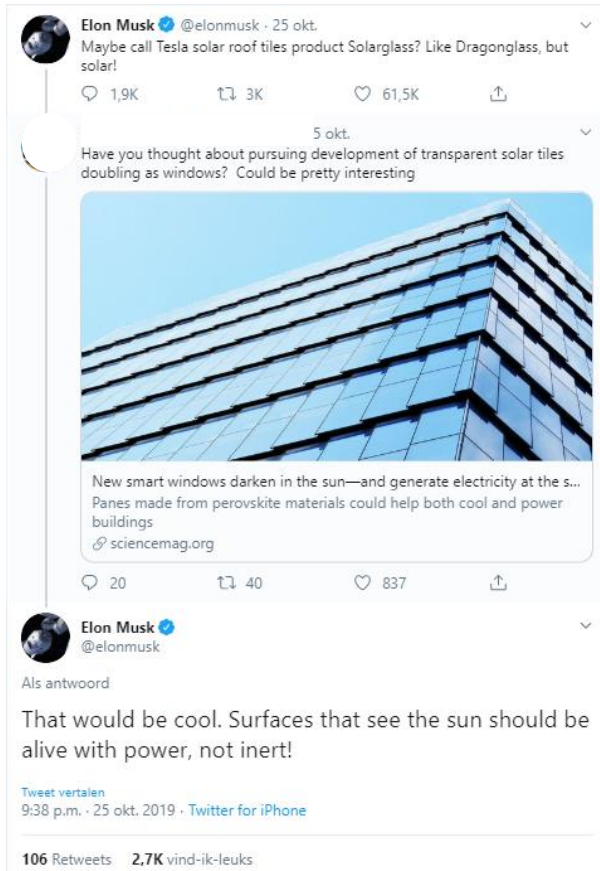 Elon Musk @elonmusk · 25 okt.
Maybe call Tesla solar roof tiles product Solarglass? Like Dragonglass, but
solar!
1,9K 3K 61,5K
5 okt.
Have you thought about pursuing development of transparent solar tiles
doubling as windows? Could be pretty interesting
New smart windows darken in the sun—and generate electricity at the s...
Panes made from perovskite materials could help both cool and power
buildings
sciencemag.org
20 40 837
Elon Musk
@elonmusk
Als antwoord
That would be cool. Surfaces that see the sun should be
alive with power, not inert!
Tweet vertalen
9:38 p.m. · 25 okt. 2019 · Twitter for iPhone
106 Retweets 2,7K vind-ik-leuks